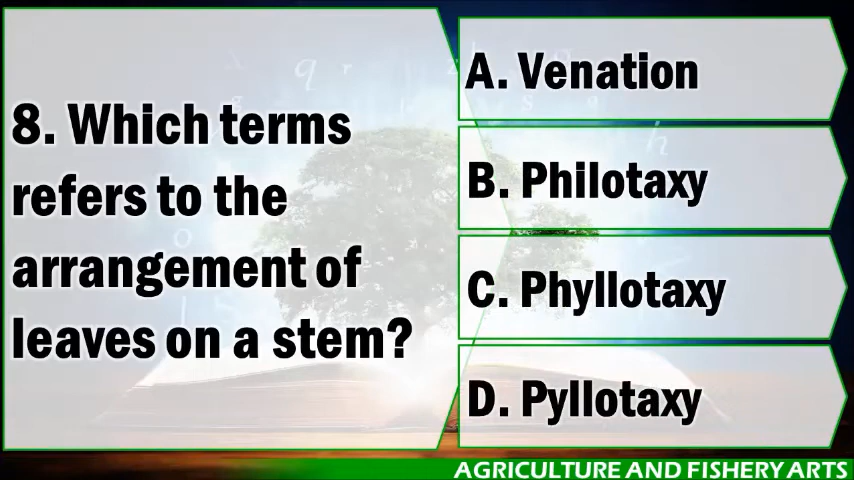 8. Which terms
refers to the
arrangement of
leaves on a stem?
A. Venation
B. Philotaxy
C. Phyllotaxy
D. Pyllotaxy
AGRICULTURE AND FISHERY ARTS